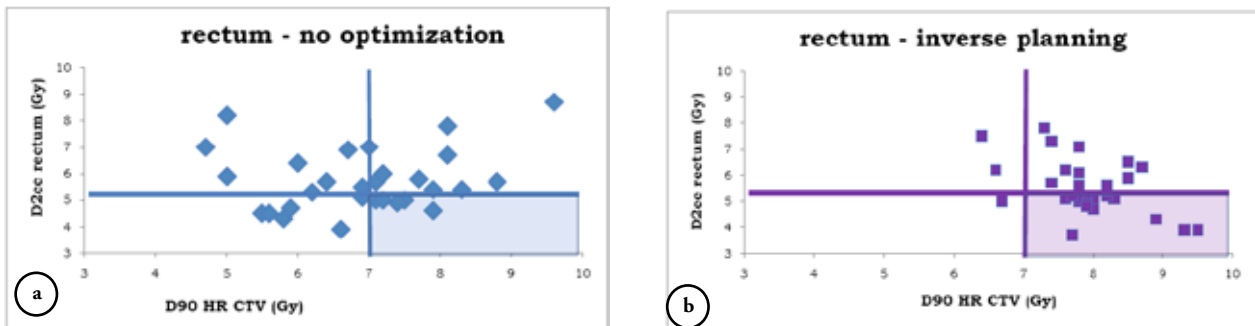 rectum - no optimization
10
9
8
7
6
5
4
3
D2cc rectum (Gy)
3 4 5 6 7 8 9 10
D90 HR CTV (Gy)
a
rectum - inverse planning
10
9
8
7
6
5
4
3
D2cc rectum (Gy)
3 4 5 6 7 8 9 10
D90 HR CTV (Gy)
b